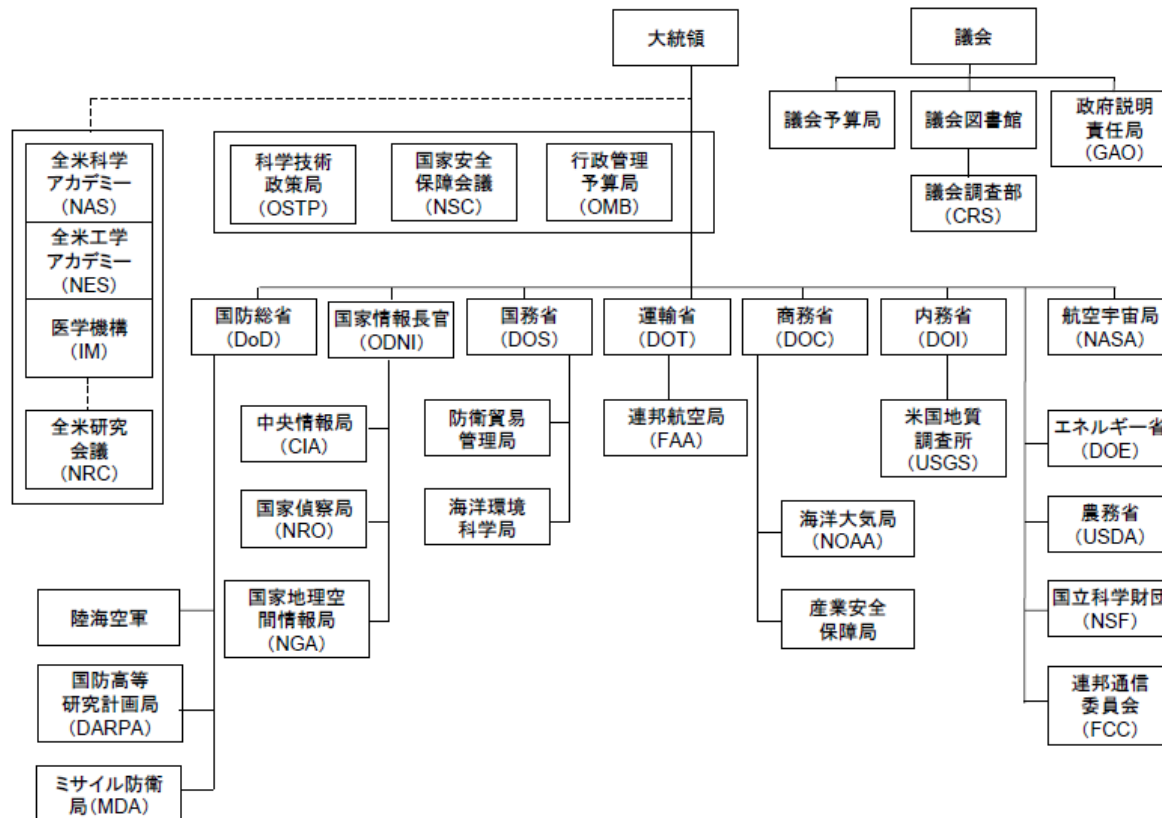 大統領
議会
議会予算局
議会図書館
政府説明
責任局
(GAO)
議会調査部
(CRS)
全米科学
アカデミー
(NAS)
全米工学
アカデミー
(NES)
医学機構
(IM)
全米研究
会議
(NRC)
科学技術
政策局
(OSTP)
国家安全
保障会議
(NSC)
行政管理
予算局
(OMB)
国防総省
(DoD)
国家情報長官
(ODNI)
国務省
(DOS)
運輸省
(DOT)
商務省
(DOC)
内務省
(DOI)
航空宇宙局
(NASA)
中央情報局
(CIA)
国家偵察局
(NRO)
国家地理空
間情報局
(NGA)
防衛貿易
管理局
海洋環境
科学局
連邦航空局
(FAA)
海洋大気局
(NOAA)
産業安全
保障局
米国地質
調査所
(USGS)
エネルギー省
(DOE)
農務省
(USDA)
国立科学財団
(NSF)
連邦通信
委員会
(FCC)
陸海空軍
国防高等
研究計画局
(DARPA)
ミサイル防衛
局(MDA)